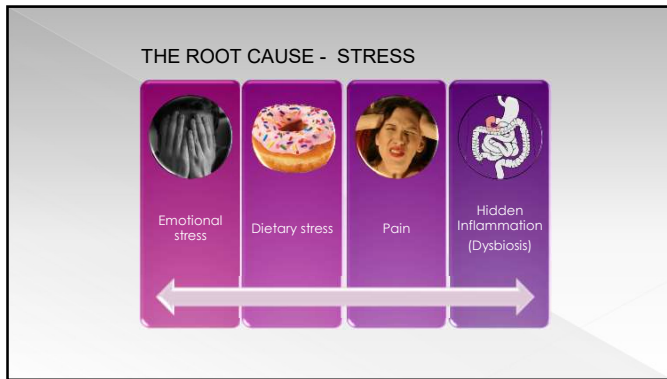 THE ROOT CAUSE - STRESS
Emotional
stress
Dietary stress
Pain
Hidden
Inflammation
(Dysbiosis)